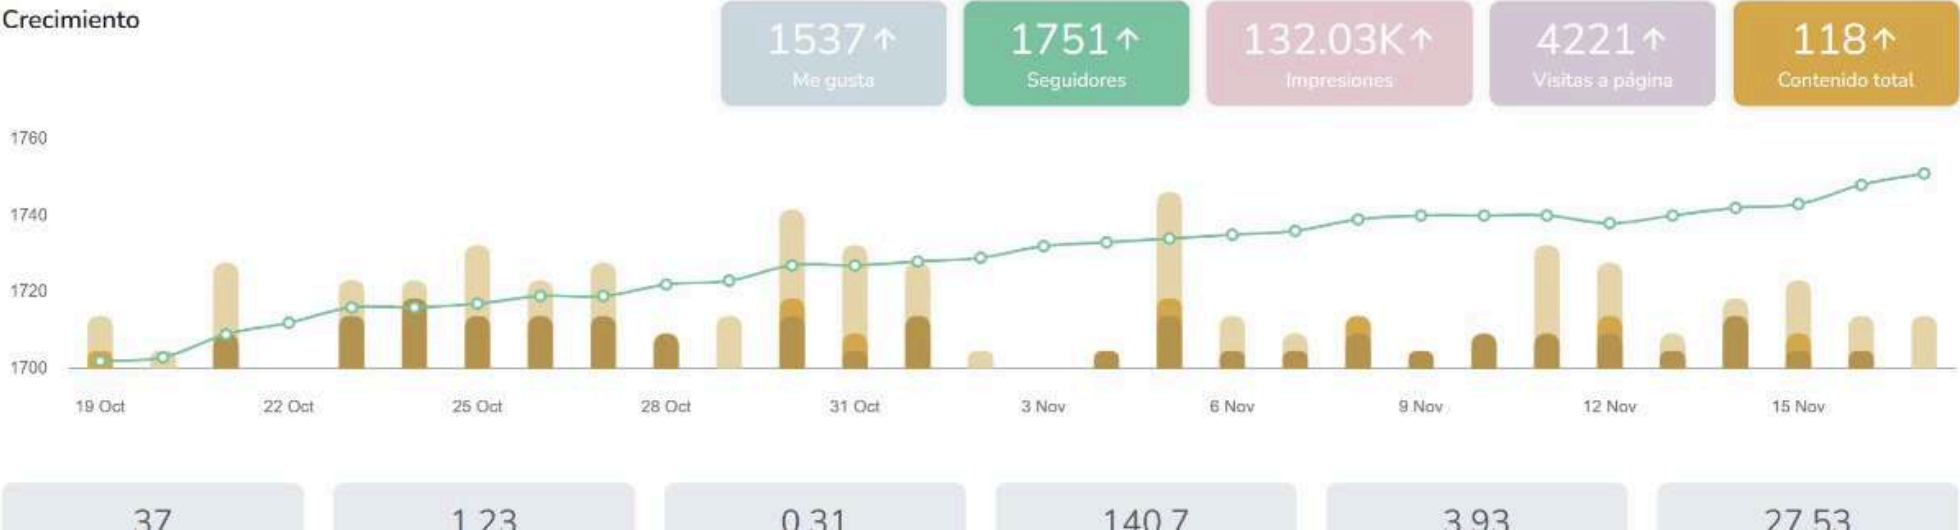 Crecimiento
1537↑
Me gusta
1751↑
Seguidores
132.03K↑
Impresiones
4221↑
Visitas a página
118↑
Contenido total
1760
1740
1720
1700
19 Oct 22 Oct 25 Oct 28 Oct 31 Oct 3 Nov 6 Nov 9 Nov 12 Nov 15 Nov
37 1.23 0.31 140.7 3.93 27.53